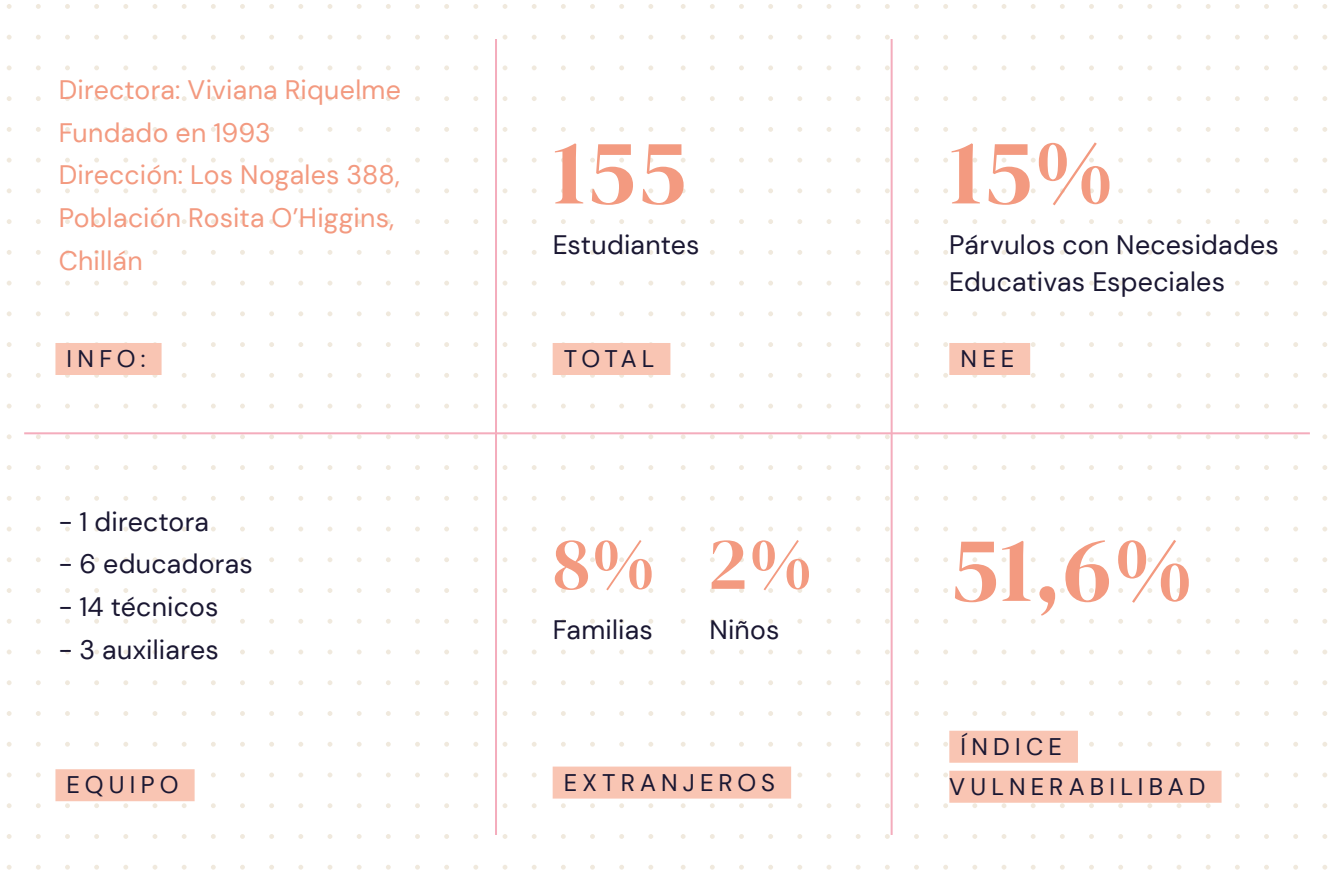 Directora: Viviana Riquelme
Fundado en 1993
Dirección: Los Nogales 388,
Población Rosita O’Higgins,
Chillán
INFO:
155
Estudiantes
TOTAL
15%
Párvulos con Necesidades
Educativas Especiales
NEE
- 1 directora
- 6 educadoras
- 14 técnicos
- 3 auxiliares
EQUIPO
8% 2%
Familias Niños
EXTRANJEROS
51,6%
ÍNDICE
VULNERABILIBAD